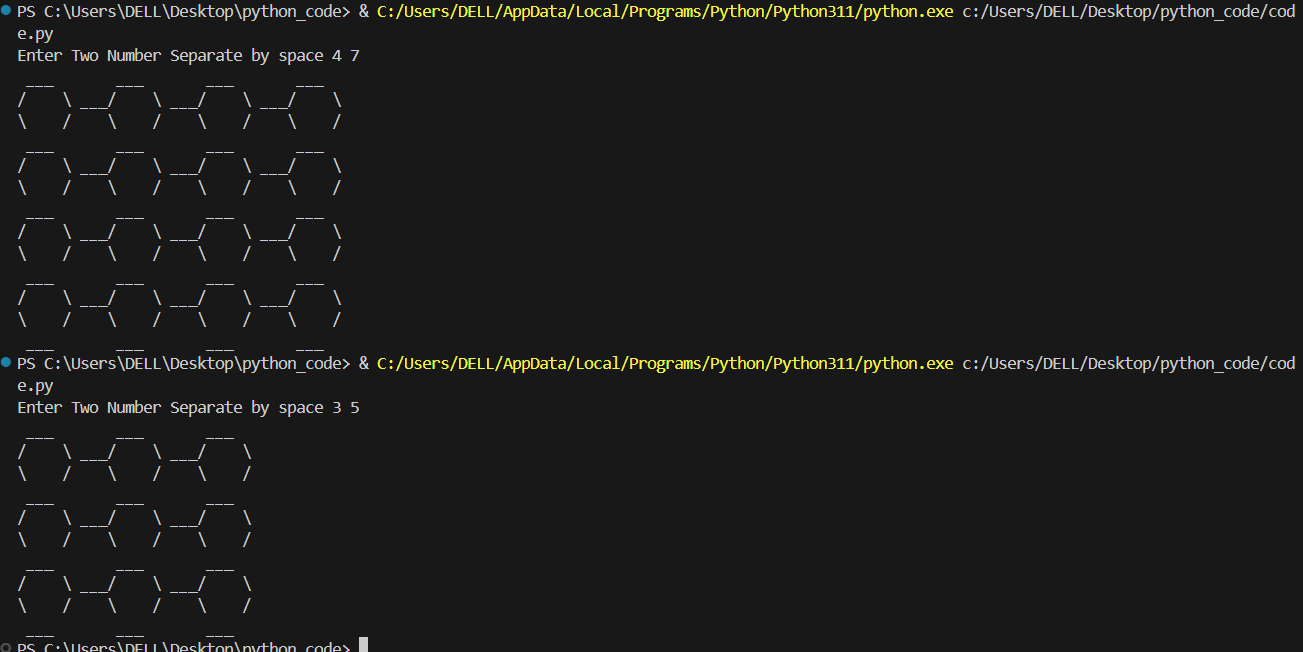 PS C:\Users\DELL\Desktop\python_code> & C:/Users/DELL/AppData/Local/Programs/Python/Python311/python.exe c:/Users/DELL/Desktop/python_code/cod
e.py
Enter Two Number Separate by space 4 7
 ___       ___       ___       ___
/    \ ___/    \ ___/    \ ___/    \
\    /    \    /    \    /    \    /
 ___       ___       ___       ___
/    \ ___/    \ ___/    \ ___/    \
\    /    \    /    \    /    \    /
 ___       ___       ___       ___
/    \ ___/    \ ___/    \ ___/    \
\    /    \    /    \    /    \    /
 ___       ___       ___       ___
/    \ ___/    \ ___/    \ ___/    \
\    /    \    /    \    /    \    /
 ___       ___       ___       ___
PS C:\Users\DELL\Desktop\python_code> & C:/Users/DELL/AppData/Local/Programs/Python/Python311/python.exe c:/Users/DELL/Desktop/python_code/cod
e.py
Enter Two Number Separate by space 3 5
 ___       ___       ___
/    \ ___/    \ ___/    \
\    /    \    /    \    /
 ___       ___       ___
/    \ ___/    \ ___/    \
\    /    \    /    \    /
 ___       ___       ___
/    \ ___/    \ ___/    \
\    /    \    /    \    /
 ___       ___       ___
PS C:\Users\DELL\Desktop\python_code>